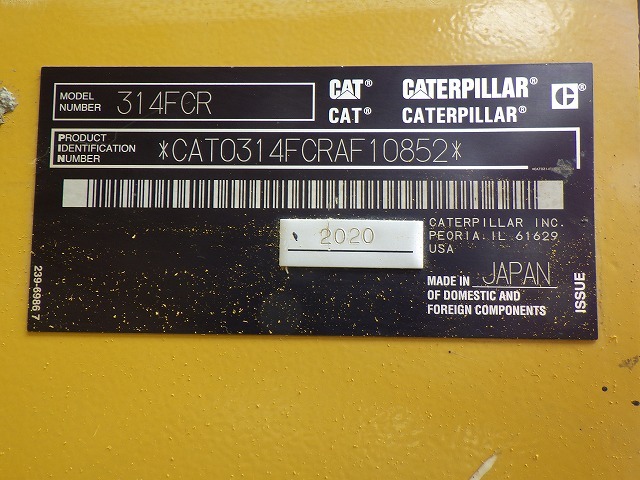 MODEL NUMBER 314FCR
CAT® CATERPILLAR®
CAT® CATERPILLAR®
PRODUCT IDENTIFICATION NUMBER *CAT0314FCRAF10852*
2020
CATERPILLAR INC.
PEORIA IL 61629
USA
MADE IN JAPAN
OF DOMESTIC AND
FOREIGN COMPONENTS
ISSUE
239-6986 7